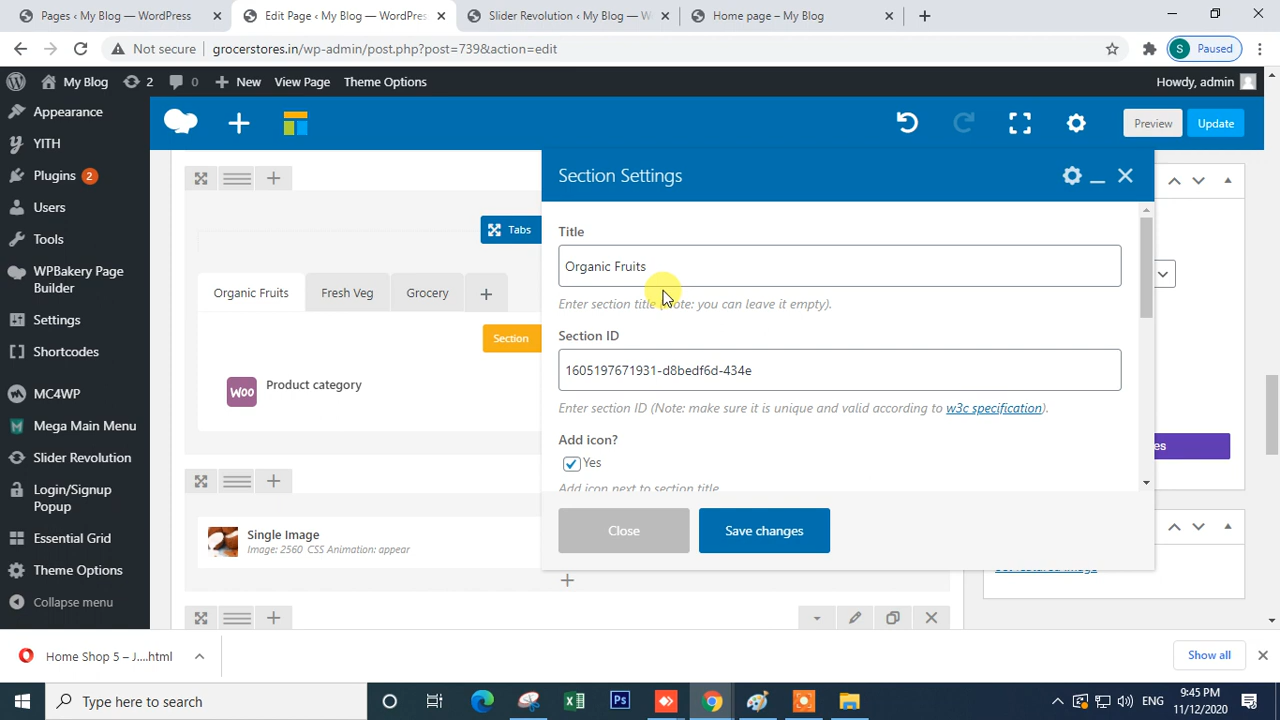 Pages ‹ My Blog — WordPress
Edit Page ‹ My Blog — WordPres
Slider Revolution ‹ My Blog — W
Home page – My Blog
Not secure
grocerstores.in/wp-admin/post.php?post=739&action=edit
S Paused
My Blog
2
0
New
View Page
Theme Options
Howdy, admin
Appearance
YITH
Plugins 2
Users
Tools
WPBakery Page
Builder
Settings
Shortcodes
MC4WP
Mega Main Menu
Slider Revolution
Login/Signup
Popup
Essential Grid
Theme Options
Collapse menu
Preview
Update
Tabs
Organic Fruits
Fresh Veg
Grocery
Section
Woo
Product category
Single Image
Image: 2560 CSS Animation: appear
Section Settings
Title
Organic Fruits
Enter section title (Note: you can leave it empty).
Section ID
1605197671931-d8bedf6d-434e
Enter section ID (Note: make sure it is unique and valid according to w3c specification).
Add icon?
Yes
Add icon next to section title
Close
Save changes
es
Set featured image
Home Shop 5 – J....html
Show all
Type here to search
ENG
9:45 PM
11/12/2020